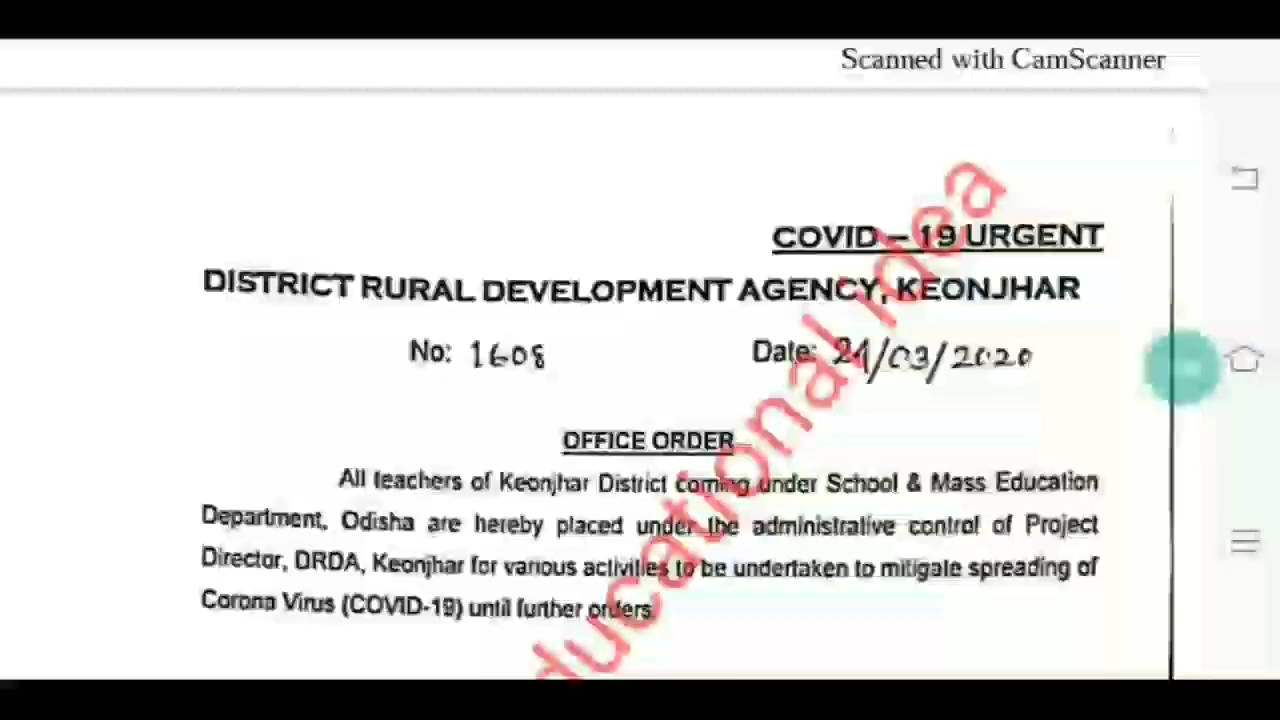 Scanned with CamScanner
COVID – 19 URGENT
DISTRICT RURAL DEVELOPMENT AGENCY, KEONJHAR
No: 1608 Date: 21/03/2020
OFFICE ORDER
All teachers of Keonjhar District coming under School & Mass Education
Department, Odisha are hereby placed under the administrative control of Project
Director, DRDA, Keonjhar for various activities to be undertaken to mitigate spreading of
Corona Virus (COVID-19) until further orders.
ducational idea